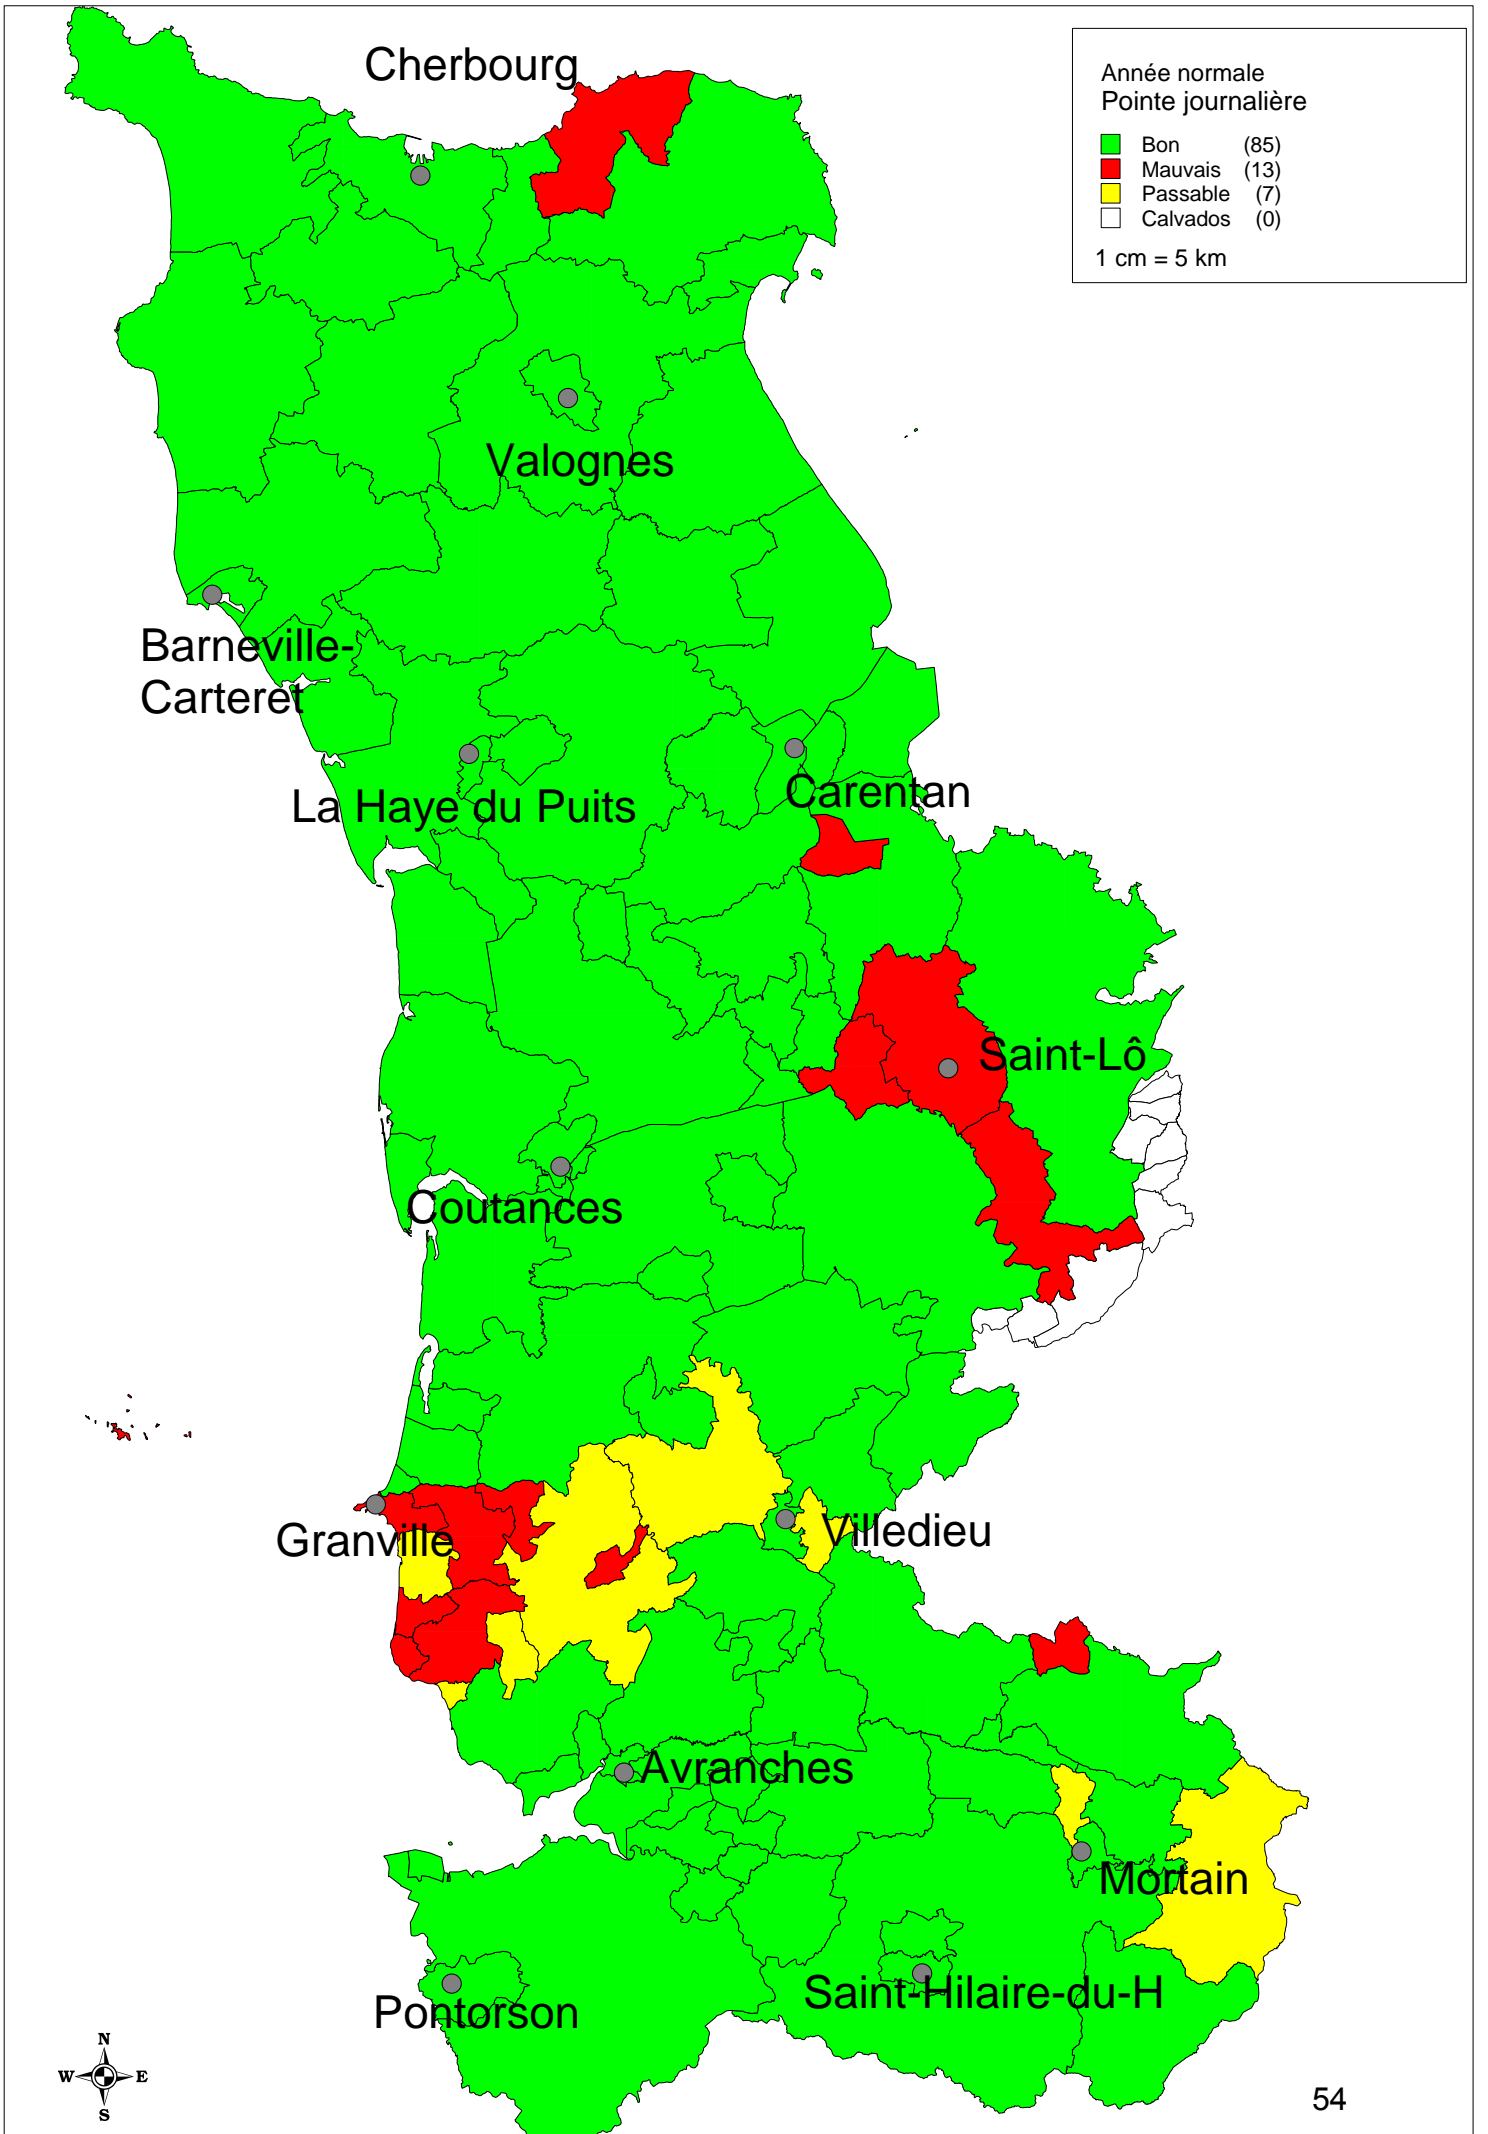 Cherbourg
Année normale
Pointe journalière
Bon (85)
Mauvais (13)
Passable (7)
Calvados (0)
1 cm = 5 km
Valognes
Barneville-
Carteret
La Haye du Puits
Carentan
Saint-Lô
Coutances
Granville
Villedieu
Avranches
Mortain
Saint-Hilaire-du-H
Pontorson
N
W E
S
54